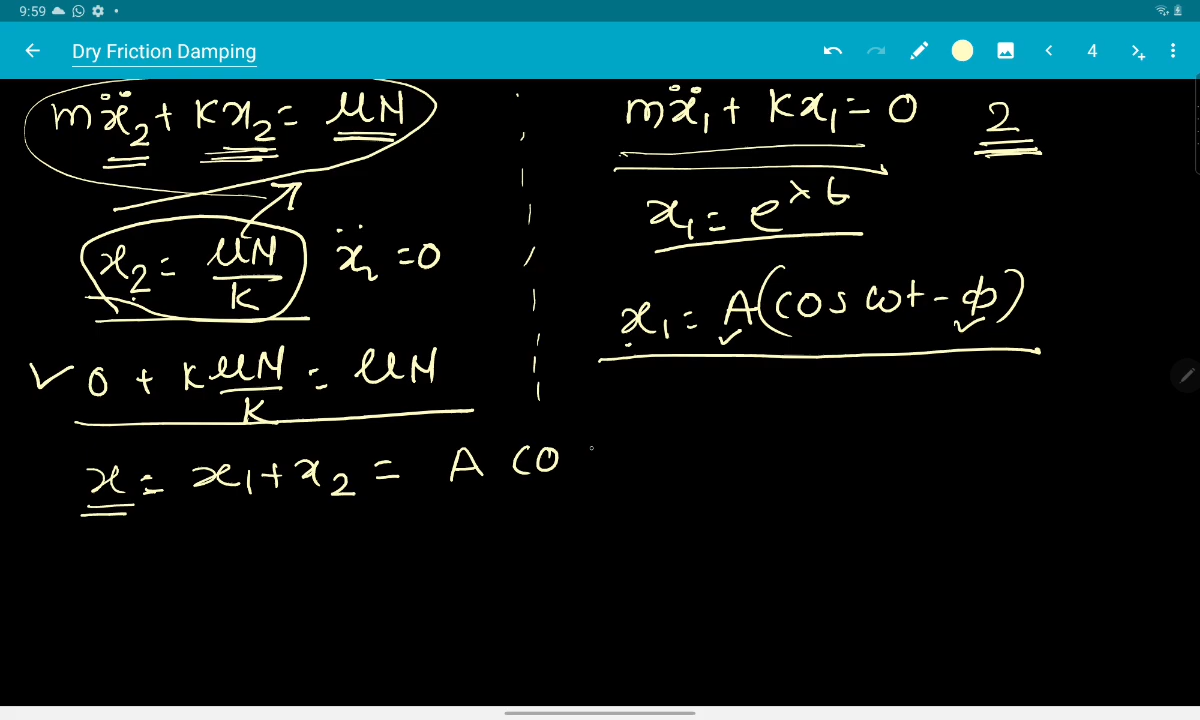 9:59
Dry Friction Damping
4
mẍ₂ + Kx₂ = μN
x₂ = μN/K ẍ₂ = 0
0 + K μN/K = μN
x = x₁ + x₂ = A CO
mẍ₁ + Kx₁ = 0 2
x₁ = e^λt
x₁ = A(cos ωt - ϕ)